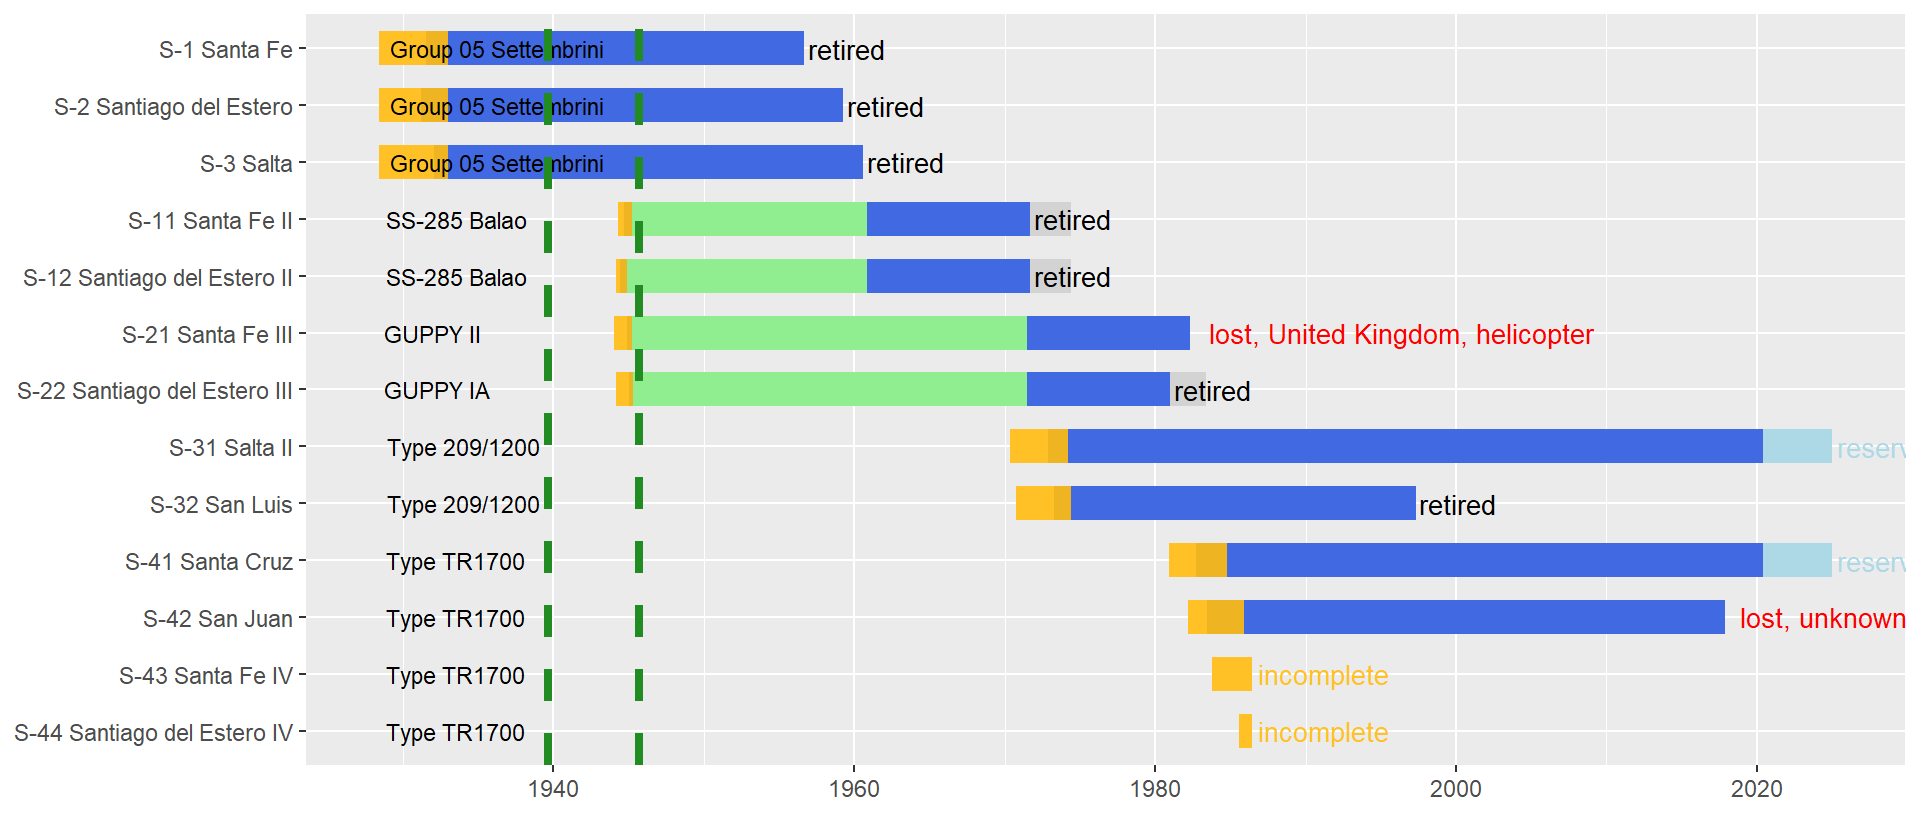 S-1 Santa Fe Group 05 Settembrini retired
S-2 Santiago del Estero Group 05 Settembrini retired
S-3 Salta Group 05 Settembrini retired
S-11 Santa Fe II SS-285 Balao retired
S-12 Santiago del Estero II SS-285 Balao retired
S-21 Santa Fe III GUPPY II lost, United Kingdom, helicopter
S-22 Santiago del Estero III GUPPY IA retired
S-31 Salta II Type 209/1200 reserv
S-32 San Luis Type 209/1200 retired
S-41 Santa Cruz Type TR1700 reserv
S-42 San Juan Type TR1700 lost, unknown
S-43 Santa Fe IV Type TR1700 incomplete
S-44 Santiago del Estero IV Type TR1700 incomplete
1940 1960 1980 2000 2020